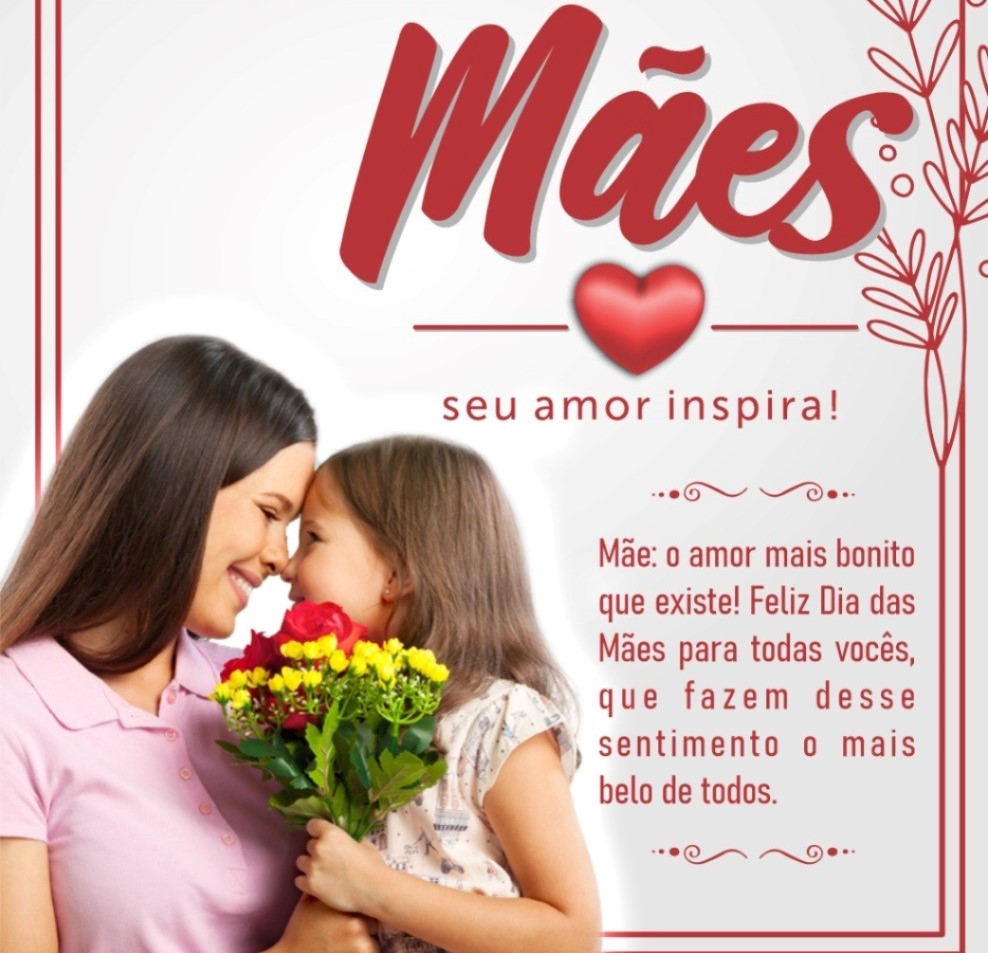 Mães
seu amor inspira!
Mãe: o amor mais bonito
que existe! Feliz Dia das
Mães para todas vocês,
que fazem desse
sentimento o mais
belo de todos.